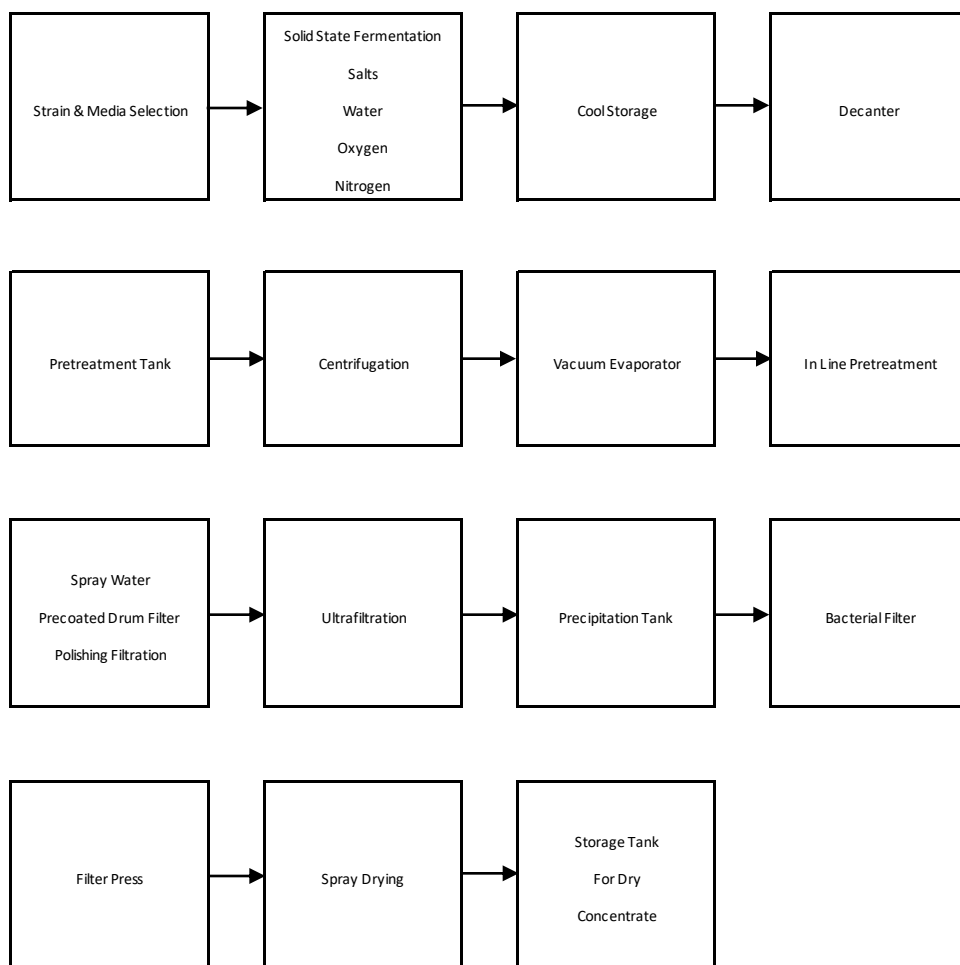 Strain & Media Selection
Solid State Fermentation
Salts
Water
Oxygen
Nitrogen
Cool Storage
Decanter
Pretreatment Tank
Centrifugation
Vacuum Evaporator
In Line Pretreatment
Spray Water
Precoated Drum Filter
Polishing Filtration
Ultrafiltration
Precipitation Tank
Bacterial Filter
Filter Press
Spray Drying
Storage Tank
For Dry
Concentrate